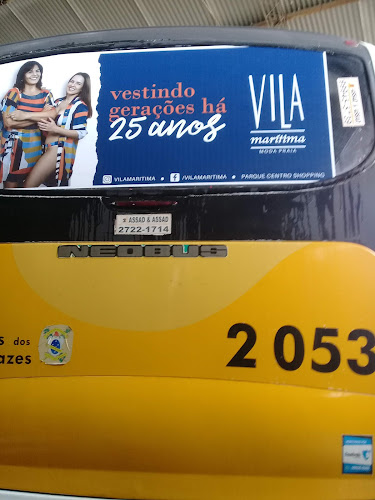 vestindo
gerações há
25 anos
VILA
marítima
MODA PRAIA
VILAMARITIMA • /VILAMARITIMA • PARQUE CENTRO SHOPPING
ASSAD & ASSAD
2722-1714
NEOBUS
s dos
azes
2 053